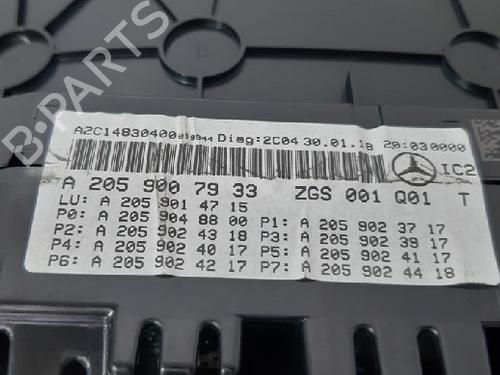 B-PARTS
A2C14830400019944 Diag:2C04 30.01.18 20:030000
IC2
A 205 900 79 33 ZGS 001 Q01 T
LU: A 205 901 47 15
P0: A 205 904 88 00 P1: A 205 902 37 17
P2: A 205 902 43 18 P3: A 205 902 39 17
P4: A 205 902 40 17 P5: A 205 902 41 17
P6: A 205 902 42 17 P7: A 205 902 44 18